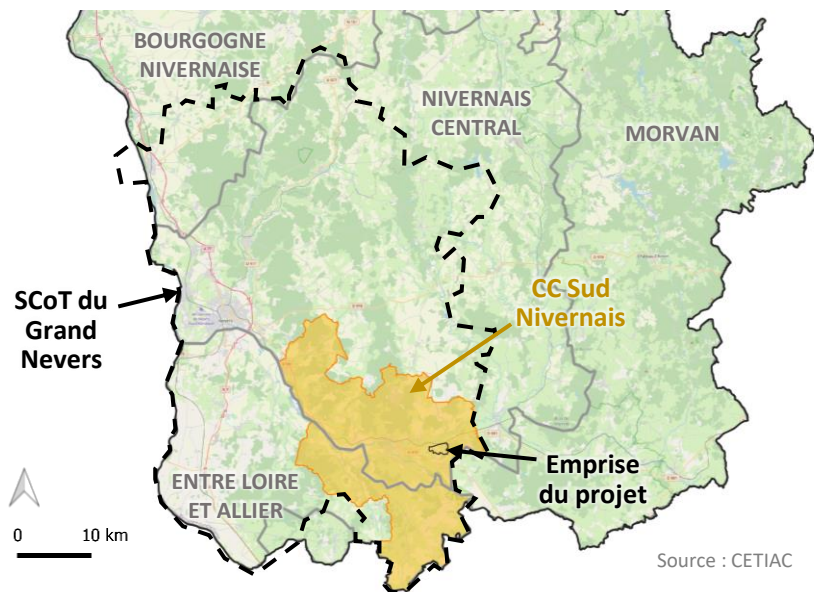 BOURGOGNE
NIVERNAISE
NIVERNAIS
CENTRAL
MORVAN
SCoT du
Grand
Nevers
CC Sud
Nivernais
Emprise
du projet
ENTRE LOIRE
ET ALLIER
0 10 km
Source : CETIAC